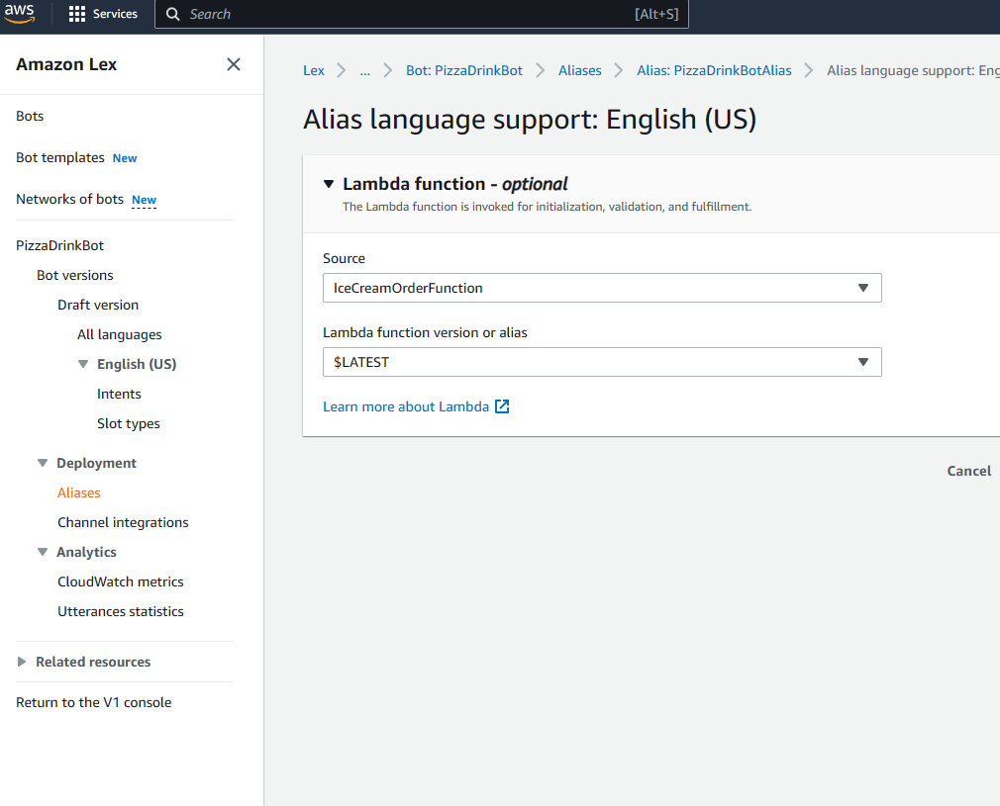 aws
Services
Search
[Alt+S]
Amazon Lex
Bots
Bot templates New
Networks of bots New
PizzaDrinkBot
Bot versions
Draft version
All languages
English (US)
Intents
Slot types
Deployment
Aliases
Channel integrations
Analytics
CloudWatch metrics
Utterances statistics
Related resources
Return to the V1 console
Lex
...
Bot: PizzaDrinkBot
Aliases
Alias: PizzaDrinkBotAlias
Alias language support: Eng
Alias language support: English (US)
Lambda function - optional
The Lambda function is invoked for initialization, validation, and fulfillment.
Source
IceCreamOrderFunction
Lambda function version or alias
$LATEST
Learn more about Lambda
Cancel